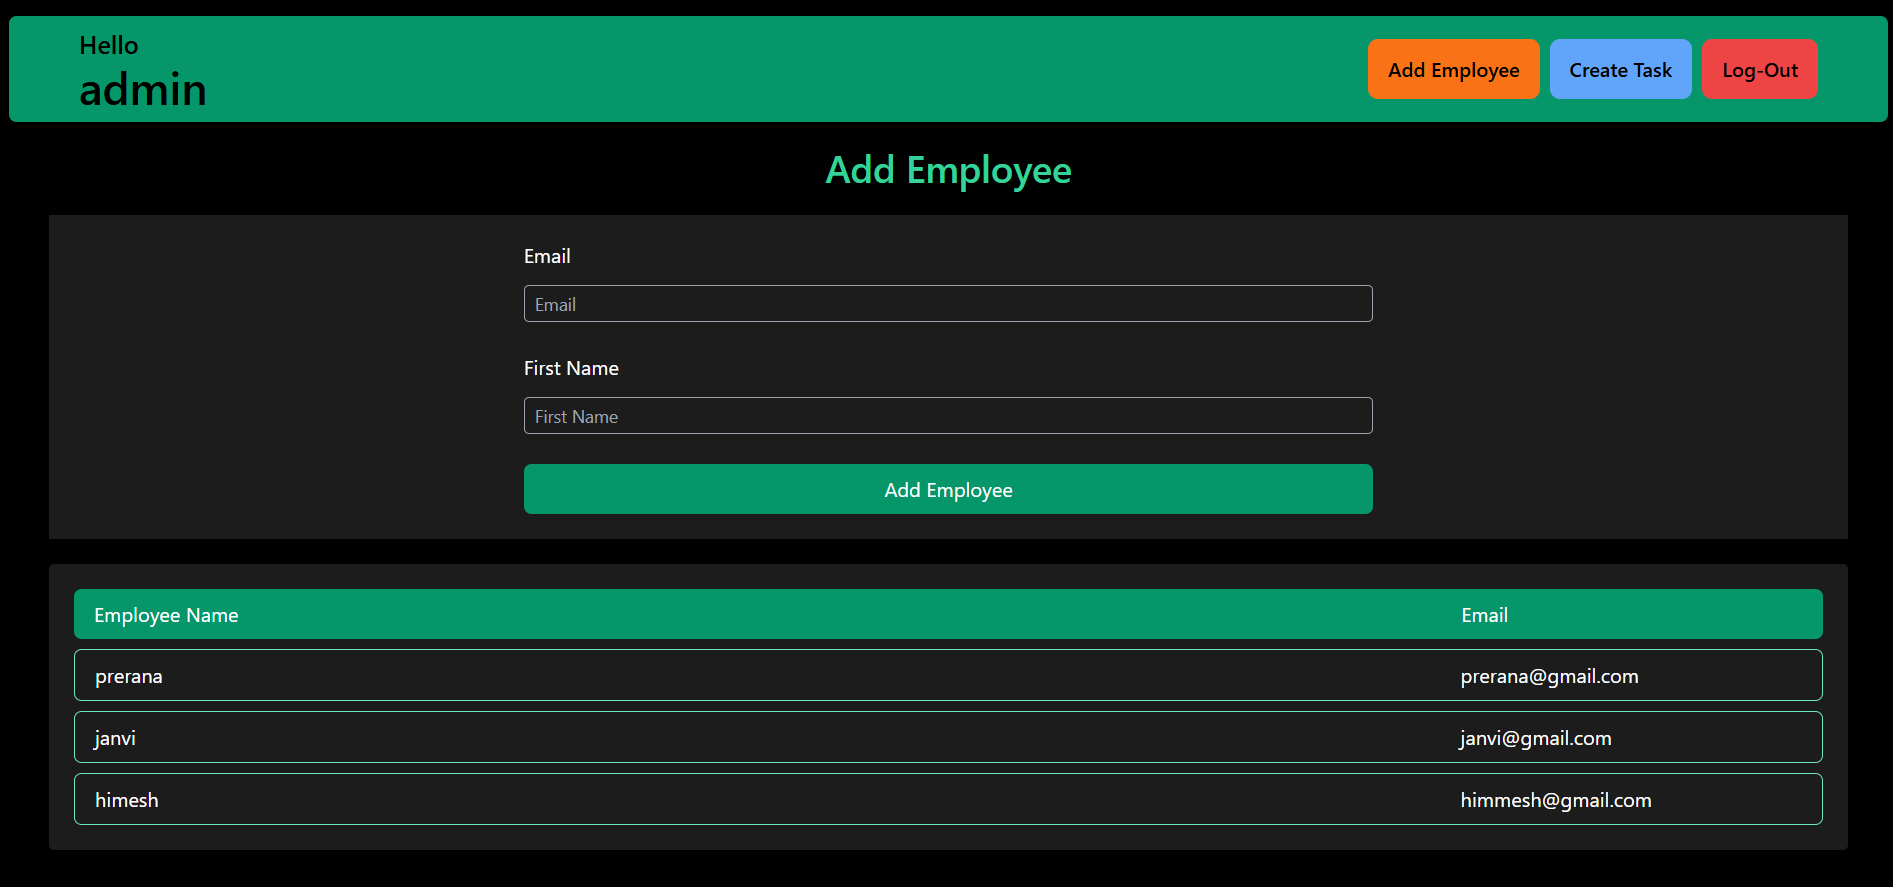 Hello
admin
Add Employee
Create Task
Log-Out
Add Employee
Email
Email
First Name
First Name
Add Employee
Employee Name Email
prerana prerana@gmail.com
janvi janvi@gmail.com
himesh himmesh@gmail.com